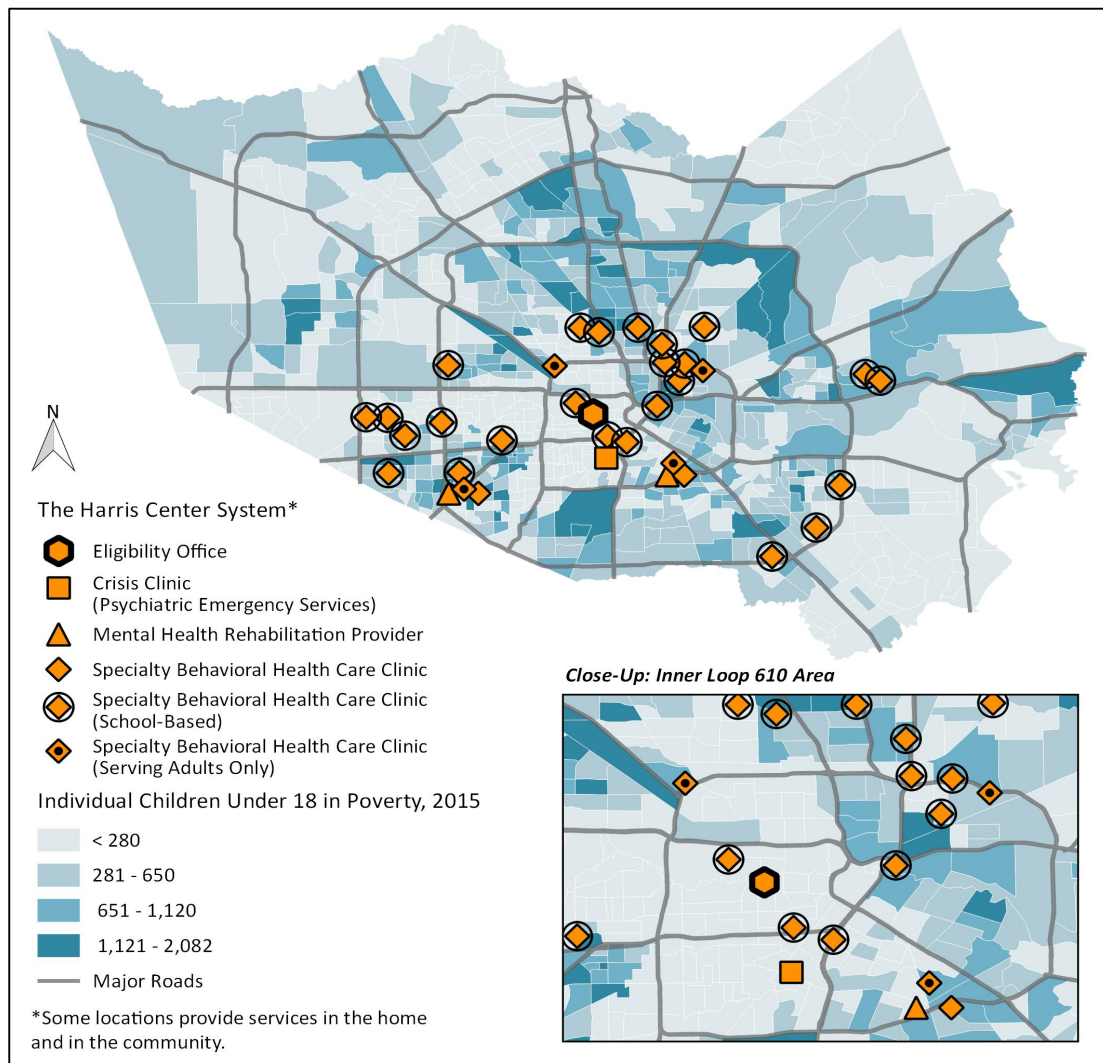 N
The Harris Center System*
Eligibility Office
Crisis Clinic
(Psychiatric Emergency Services)
Mental Health Rehabilitation Provider
Specialty Behavioral Health Care Clinic
Specialty Behavioral Health Care Clinic
(School-Based)
Specialty Behavioral Health Care Clinic
(Serving Adults Only)
Individual Children Under 18 in Poverty, 2015
< 280
281 - 650
651 - 1,120
1,121 - 2,082
Major Roads
*Some locations provide services in the home
and in the community.
Close-Up: Inner Loop 610 Area